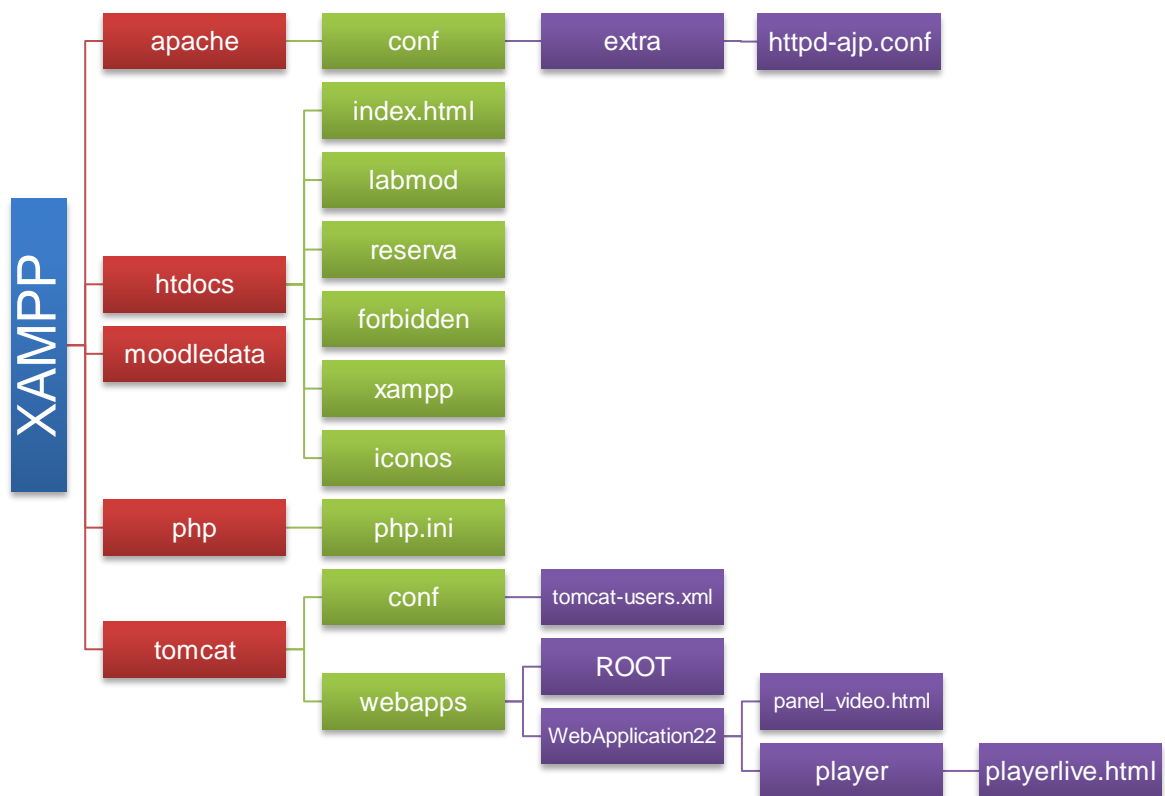 XAMPP
apache
conf
extra
httpd-ajp.conf
htdocs
index.html
labmod
reserva
forbidden
xampp
iconos
moodledata
php
php.ini
tomcat
conf
tomcat-users.xml
webapps
ROOT
WebApplication22
panel_video.html
player
playerlive.html